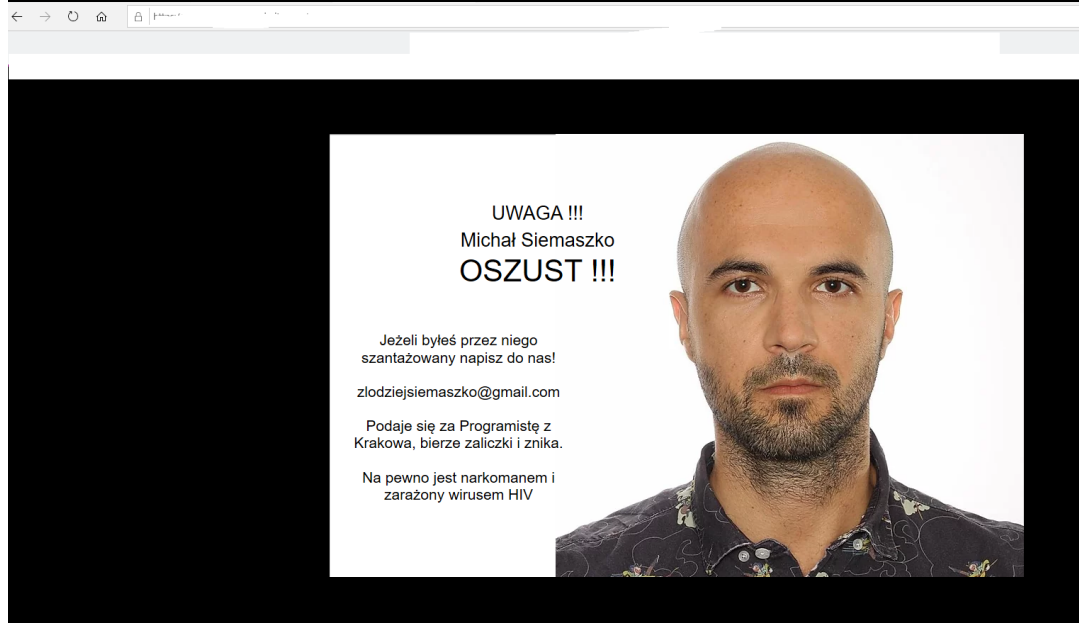 UWAGA !!!
Michał Siemaszko
OSZUST !!!
Jeżeli byłeś przez niego
szantażowany napisz do nas!
zlodziejsiemaszko@gmail.com
Podaje się za Programistę z
Krakowa, bierze zaliczki i znika.
Na pewno jest narkomanem i
zarażony wirusem HIV